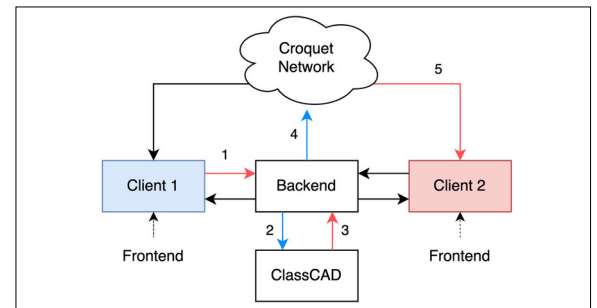 Croquet
Network
5
4
1
Client 1
Backend
Client 2
2
3
Frontend
Frontend
ClassCAD